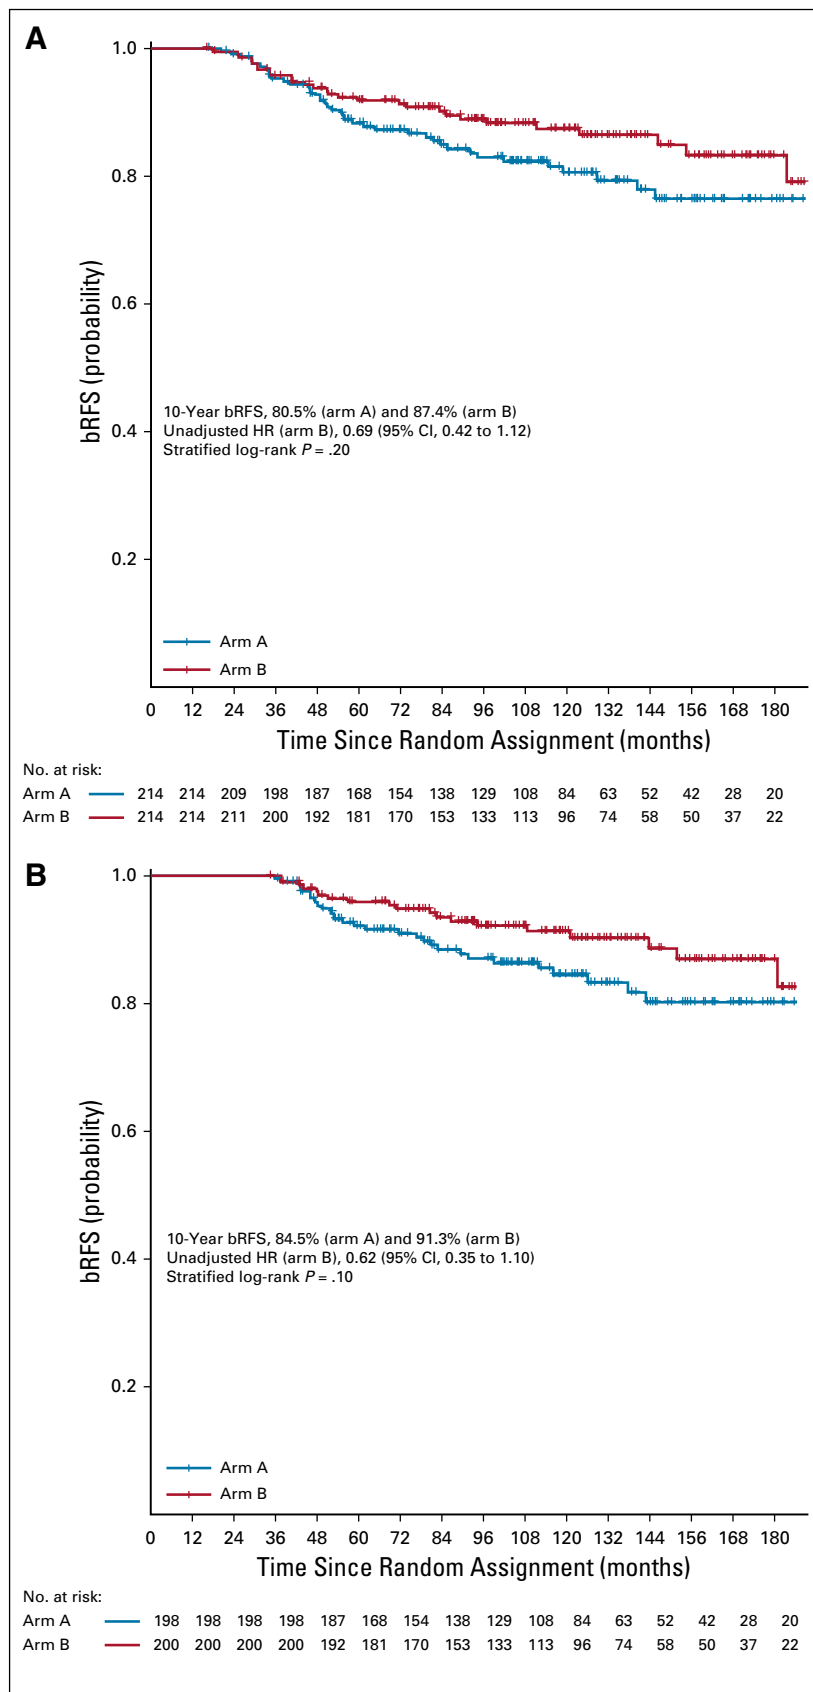 A
1.0
0.8
0.6
0.4
0.2
bRFS (probability)
10-Year bRFS, 80.5% (arm A) and 87.4% (arm B)
Unadjusted HR (arm B), 0.69 (95% CI, 0.42 to 1.12)
Stratified log-rank P = .20
Arm A
Arm B
0 12 24 36 48 60 72 84 96 108 120 132 144 156 168 180
Time Since Random Assignment (months)
No. at risk:
Arm A 214 214 209 198 187 168 154 138 129 108 84 63 52 42 28 20
Arm B 214 214 211 200 192 181 170 153 133 113 96 74 58 50 37 22
B
1.0
0.8
0.6
0.4
0.2
bRFS (probability)
10-Year bRFS, 84.5% (arm A) and 91.3% (arm B)
Unadjusted HR (arm B), 0.62 (95% CI, 0.35 to 1.10)
Stratified log-rank P = .10
Arm A
Arm B
0 12 24 36 48 60 72 84 96 108 120 132 144 156 168 180
Time Since Random Assignment (months)
No. at risk:
Arm A 198 198 198 198 187 168 154 138 129 108 84 63 52 42 28 20
Arm B 200 200 200 200 192 181 170 153 133 113 96 74 58 50 37 22